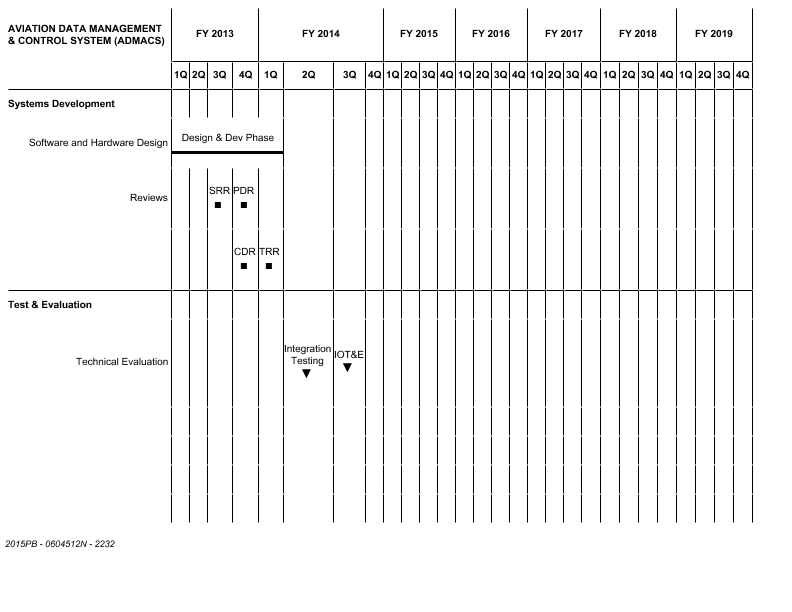 AVIATION DATA MANAGEMENT
& CONTROL SYSTEM (ADMACS)
FY 2013 FY 2014 FY 2015 FY 2016 FY 2017 FY 2018 FY 2019
1Q 2Q 3Q 4Q 1Q 2Q 3Q 4Q 1Q 2Q 3Q 4Q 1Q 2Q 3Q 4Q 1Q 2Q 3Q 4Q 1Q 2Q 3Q 4Q 1Q 2Q 3Q 4Q
Systems Development
Software and Hardware Design
Design & Dev Phase
Reviews
SRR PDR
CDR TRR
Test & Evaluation
Technical Evaluation
Integration
Testing
IOT&E
2015PB - 0604512N - 2232